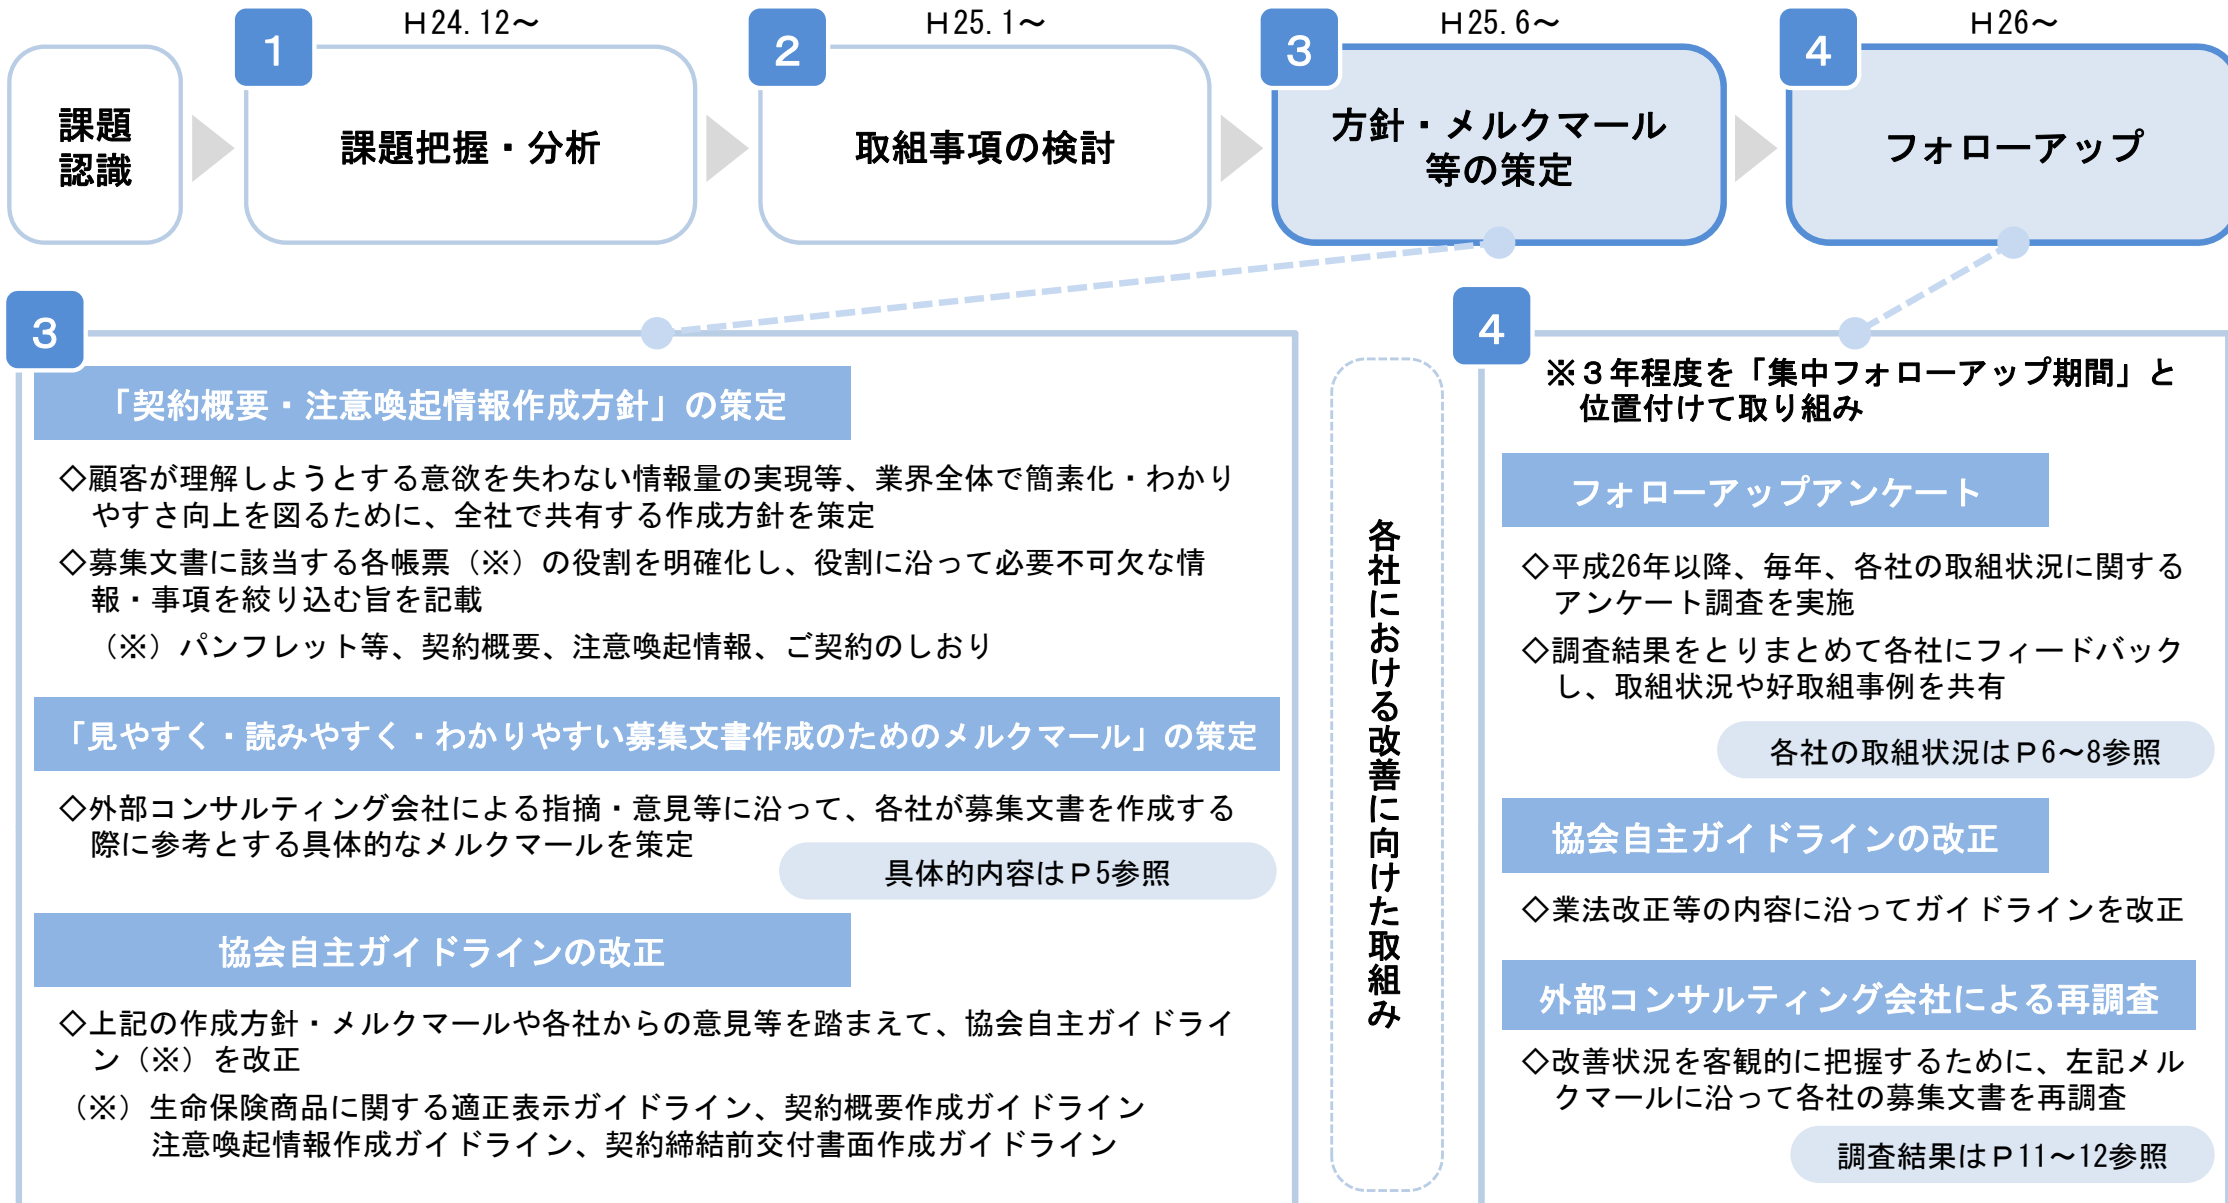 H24.12～
H25.1～
H25.6～
H26～
1
2
3
4
課題
認識
課題把握・分析
取組事項の検討
方針・メルクマール
等の策定
フォローアップ
3
「契約概要・注意喚起情報作成方針」の策定
◇顧客が理解しようとする意欲を失わない情報量の実現等、業界全体で簡素化・わかり
やすさ向上を図るために、全社で共有する作成方針を策定
◇募集文書に該当する各帳票（※）の役割を明確化し、役割に沿って必要不可欠な情
報・事項を絞り込む旨を記載
（※）パンフレット等、契約概要、注意喚起情報、ご契約のしおり
「見やすく・読みやすく・わかりやすい募集文書作成のためのメルクマール」の策定
◇外部コンサルティング会社による指摘・意見等に沿って、各社が募集文書を作成する
際に参考とする具体的なメルクマールを策定
具体的内容はＰ5参照
協会自主ガイドラインの改正
◇上記の作成方針・メルクマールや各社からの意見等を踏まえて、協会自主ガイドライ
ン（※）を改正
（※）生命保険商品に関する適正表示ガイドライン、契約概要作成ガイドライン
注意喚起情報作成ガイドライン、契約締結前交付書面作成ガイドライン
各社における改善に向けた取組み
4
※３年程度を「集中フォローアップ期間」と
位置付けて取り組み
フォローアップアンケート
◇平成26年以降、毎年、各社の取組状況に関する
アンケート調査を実施
◇調査結果をとりまとめて各社にフィードバック
し、取組状況や好取組事例を共有
各社の取組状況はＰ6～8参照
協会自主ガイドラインの改正
◇業法改正等の内容に沿ってガイドラインを改正
外部コンサルティング会社による再調査
◇改善状況を客観的に把握するために、左記メル
クマールに沿って各社の募集文書を再調査
調査結果はＰ11～12参照